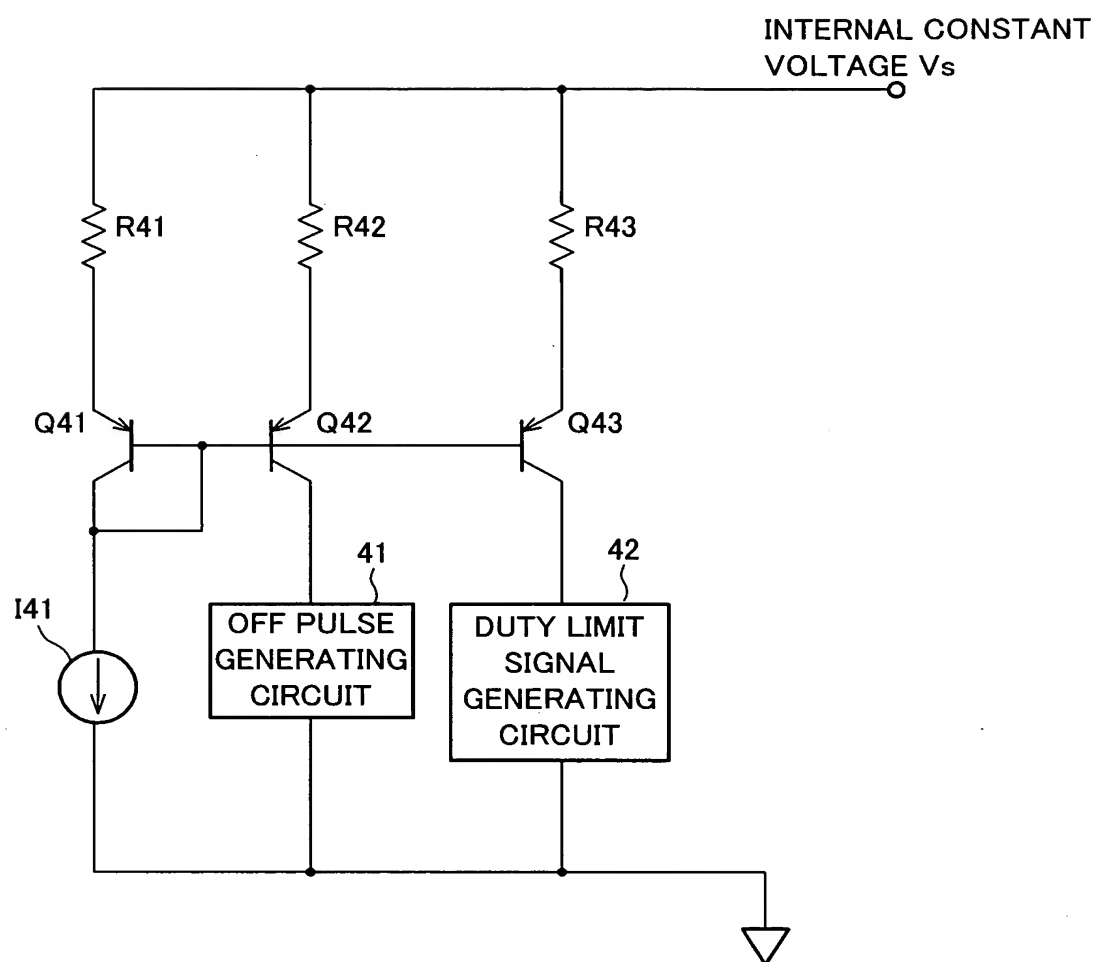 INTERNAL CONSTANT
VOLTAGE Vs
R41
R42
R43
Q41
Q42
Q43
41
42
I41
OFF PULSE
GENERATING
CIRCUIT
DUTY LIMIT
SIGNAL
GENERATING
CIRCUIT